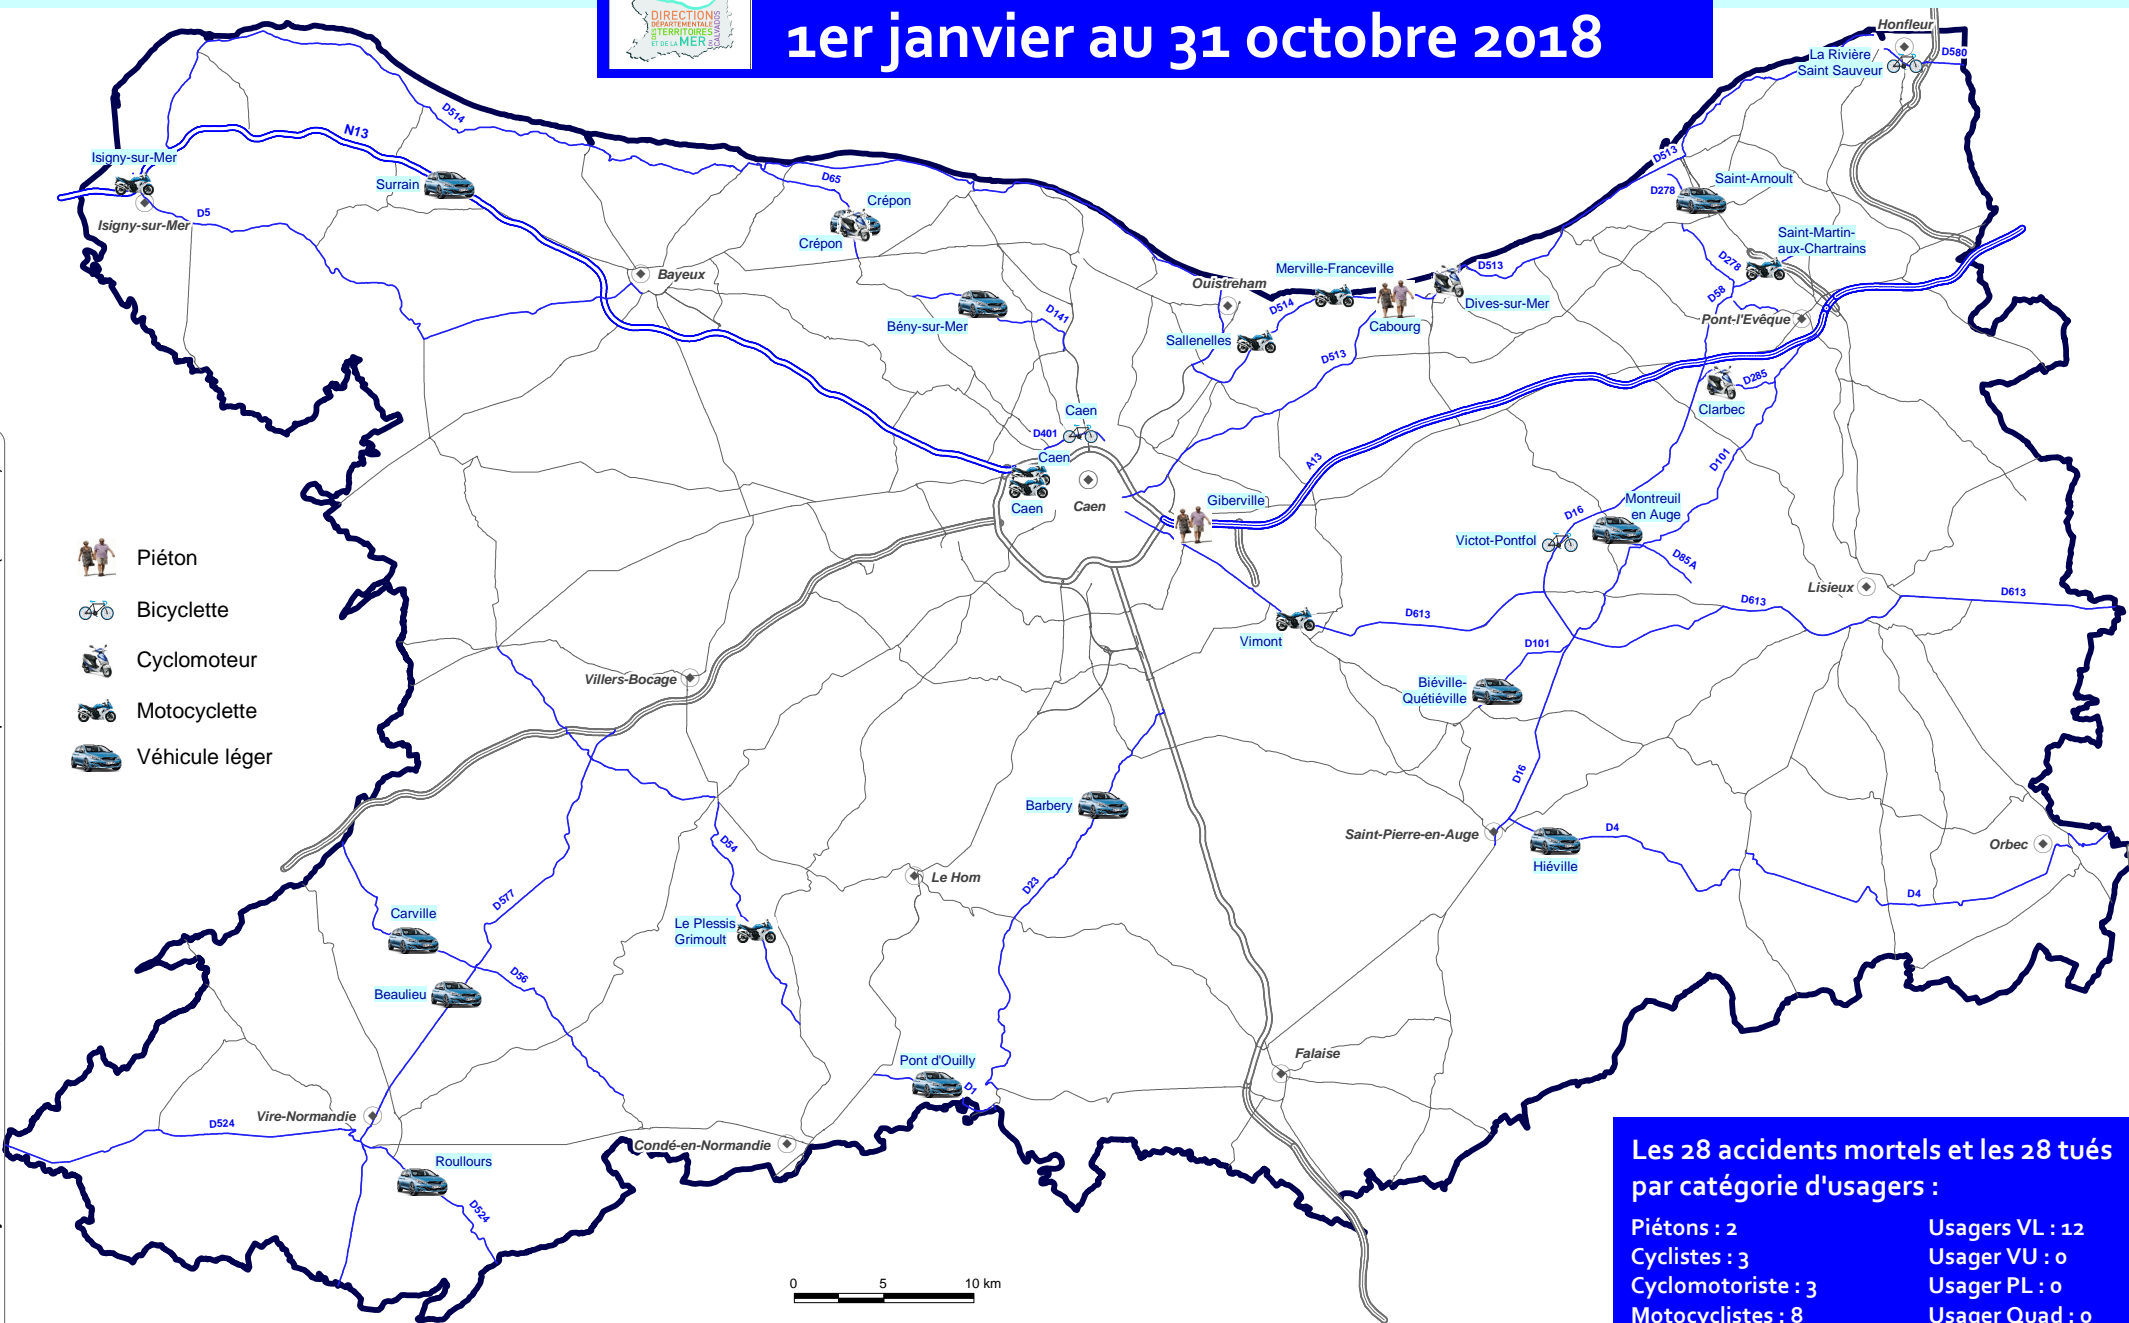 DIRECTION
DÉPARTEMENTALE
DES TERRITOIRES
ET DE LA MER
DU CALVADOS
1er janvier au 31 octobre 2018
Honfleur
La Rivière
Saint Sauveur
D580
D514
N13
Isigny-sur-Mer
Surrain
D65
Crépon
D513
D278
Saint-Arnoult
Isigny-sur-Mer
D5
Crépon
Saint-Martin-
aux-Chartrains
Bayeux
Merville-Franceville
D513
D278
Ouistreham
D58
Bény-sur-Mer
D141
D514
Dives-sur-Mer
Cabourg
Pont-l'Evêque
Sallenelles
D513
D285
Clarbec
Caen
D401
Caen
A13
D101
Caen
Caen
Giberville
Montreuil
en Auge
D16
Victot-Pontfol
D85A
Piéton
Bicyclette
Cyclomoteur
Motocyclette
Véhicule léger
Lisieux
D613
D613
D613
Vimont
D101
Villers-Bocage
Biéville-
Quétiéville
D16
Barbery
Saint-Pierre-en-Auge
D4
Hiéville
Orbec
D54
Le Hom
D23
D577
D4
Carville
Le Plessis
Grimoult
D56
Beaulieu
Pont d'Ouilly
D1
Falaise
Vire-Normandie
D524
Condé-en-Normandie
Roullours
D524
0 5 10 km
Les 28 accidents mortels et les 28 tués
par catégorie d'usagers :
Piétons : 2 Usagers VL : 12
Cyclistes : 3 Usager VU : 0
Cyclomotoriste : 3 Usager PL : 0
Motocyclistes : 8 Usager Quad : 0